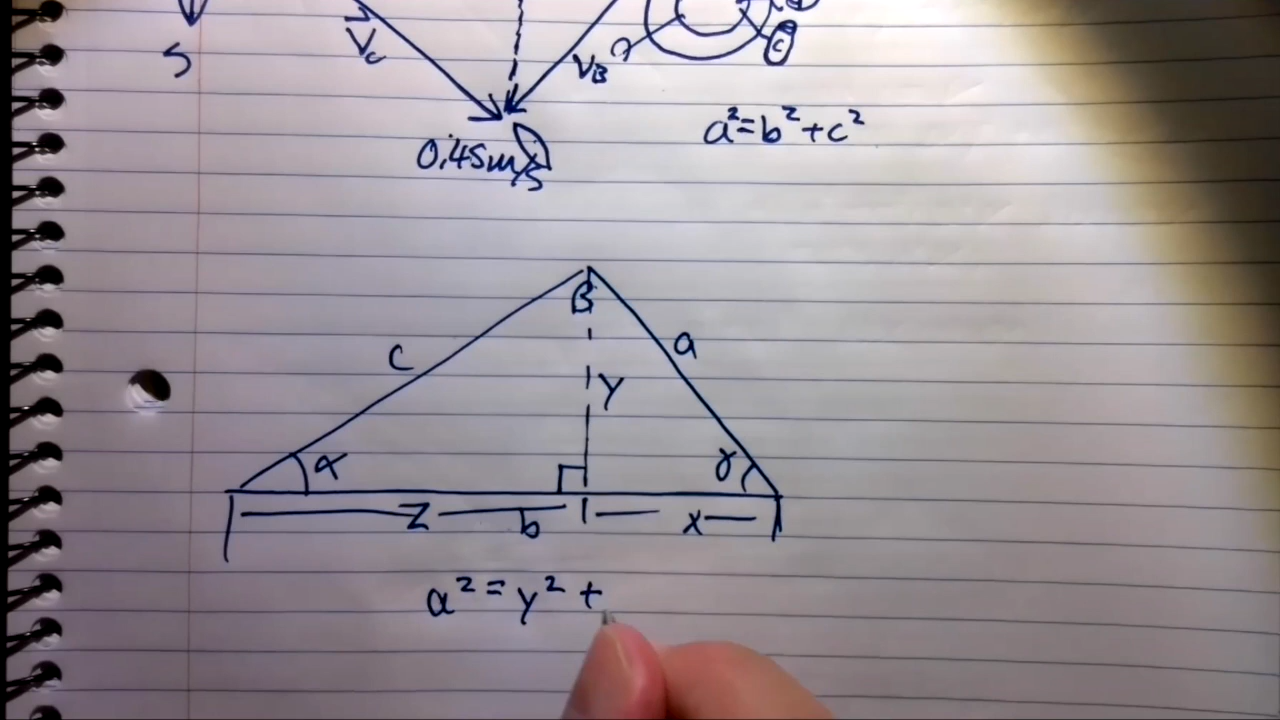 S
Vc
VB
C
0.45m/s
a²=b²+c²
B
c
a
y
α
γ
z
b
x
a²=y²+